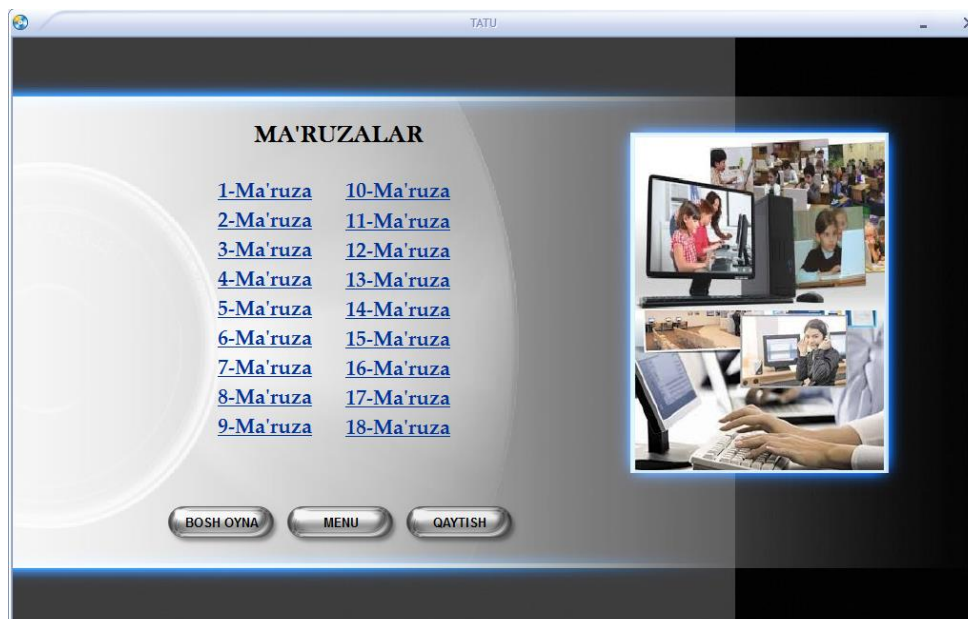 TATU
MA'RUZALAR
1-Ma'ruza
2-Ma'ruza
3-Ma'ruza
4-Ma'ruza
5-Ma'ruza
6-Ma'ruza
7-Ma'ruza
8-Ma'ruza
9-Ma'ruza
10-Ma'ruza
11-Ma'ruza
12-Ma'ruza
13-Ma'ruza
14-Ma'ruza
15-Ma'ruza
16-Ma'ruza
17-Ma'ruza
18-Ma'ruza
BOSH OYNA
MENU
QAYTISH